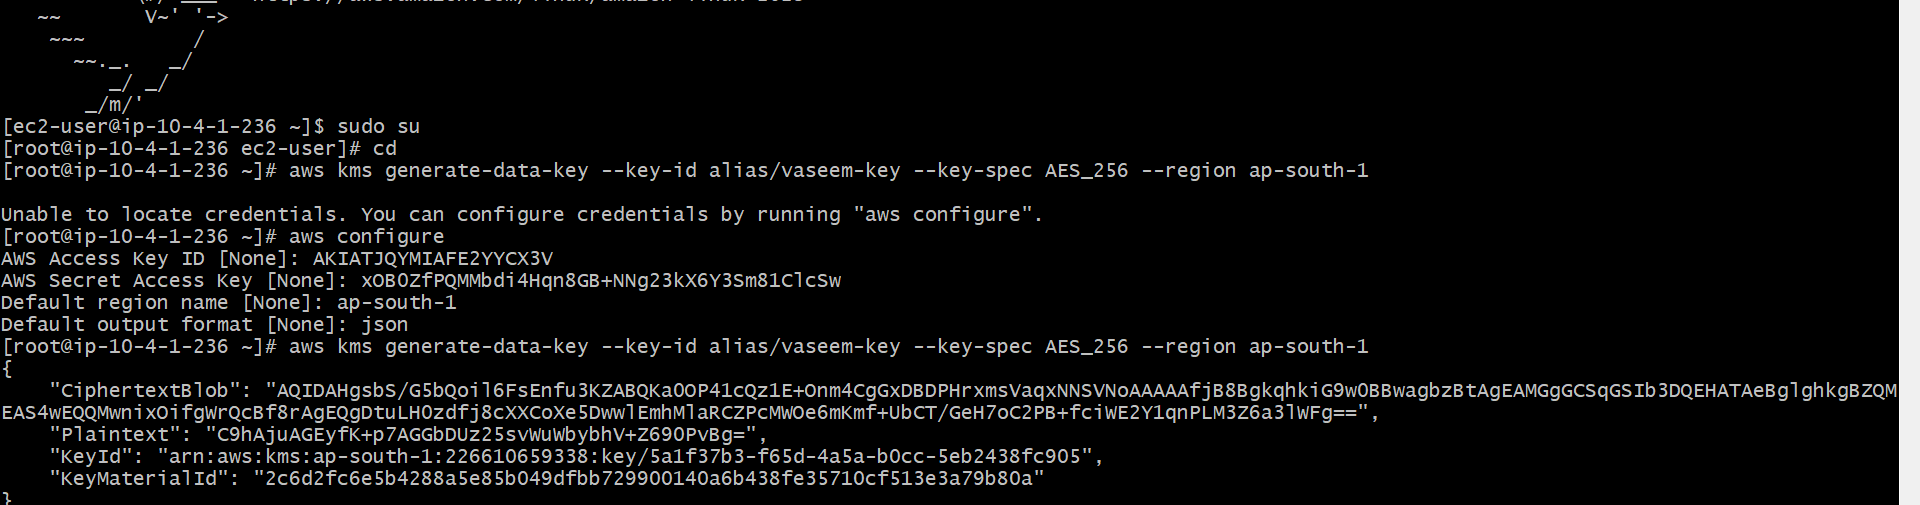 ~~       V~' '->
~~~         /
~~._.   _/
_/ _/
_/m/'
[ec2-user@ip-10-4-1-236 ~]$ sudo su
[root@ip-10-4-1-236 ec2-user]# cd
[root@ip-10-4-1-236 ~]# aws kms generate-data-key --key-id alias/vaseem-key --key-spec AES_256 --region ap-south-1
Unable to locate credentials. You can configure credentials by running "aws configure".
[root@ip-10-4-1-236 ~]# aws configure
AWS Access Key ID [None]: AKIATJQYMIAFE2YYCX3V
AWS Secret Access Key [None]: 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
Default region name [None]: ap-south-1
Default output format [None]: json
[root@ip-10-4-1-236 ~]# aws kms generate-data-key --key-id alias/vaseem-key --key-spec AES_256 --region ap-south-1
{
"CiphertextBlob": "AQIDAHgsbS/G5bQoil6FsEnfu3KZABQKaOOP41cQz1E+Onm4CgGxDBDPHrxmsVaqxNNSVNoAAAAAfjB8BgkqhkiG9w0BBwagbzBtAgEAMGgGCSqGSIb3DQEHATAeBglghkgBZQM
EAS4wEQQMwnixOifgWrQcBf8rAgEQgDtuLH0zdfj8cXXCoXe5DwwlEmhMlaRCZPcMWOe6mKmf+UbCT/GeH7oC2PB+fciWE2Y1qnPLM3Z6a3lWFg==",
"Plaintext": "C9hAjuAGEyfK+p7AGGbDUz25svWuWbybhV+Z690PvBg=",
"KeyId": "arn:aws:kms:ap-south-1:226610659338:key/5a1f37b3-f65d-4a5a-b0cc-5eb2438fc905",
"KeyMaterialId": "2c6d2fc6e5b4288a5e85b049dfbb729900140a6b438fe35710cf513e3a79b80a"
}